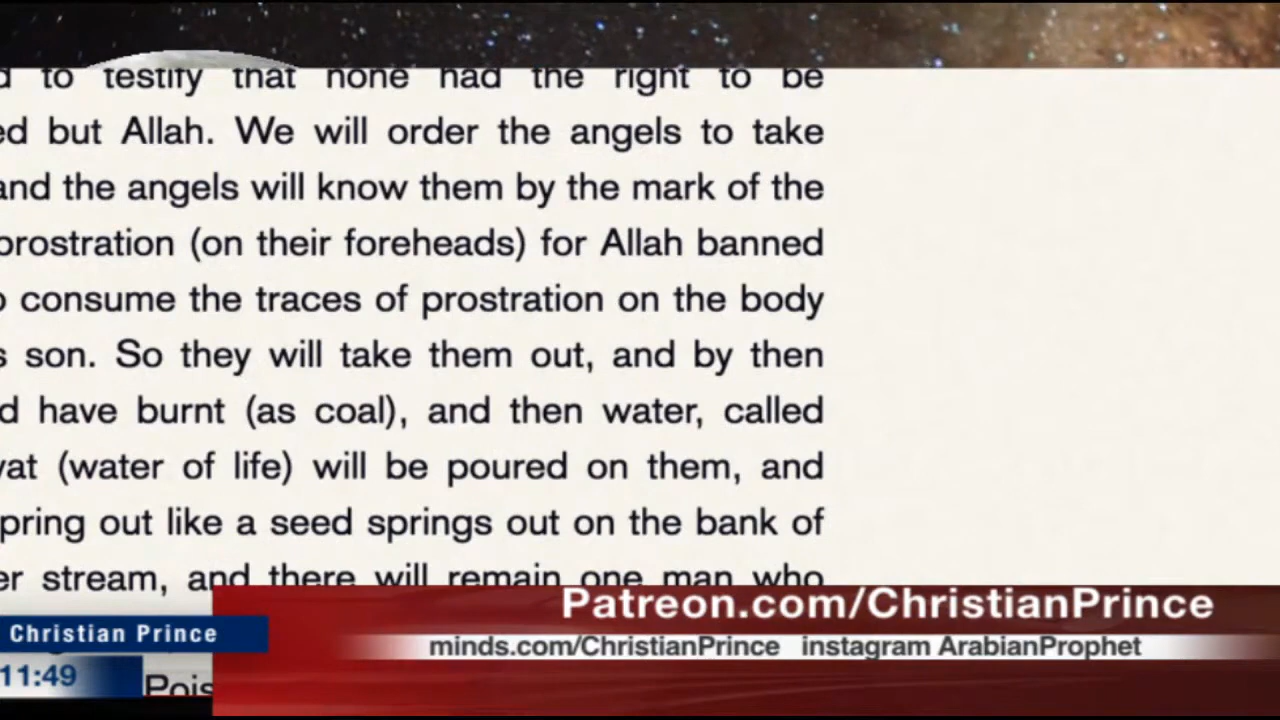 to testify that none had the right to be
ed but Allah. We will order the angels to take
and the angels will know them by the mark of the
prostration (on their foreheads) for Allah banned
consume the traces of prostration on the body
s son. So they will take them out, and by then
d have burnt (as coal), and then water, called
yat (water of life) will be poured on them, and
pring out like a seed springs out on the bank of
er stream, and there will remain one man who
Patreon.com/ChristianPrince
Christian Prince
minds.com/ChristianPrince instagram ArabianProphet
11:49
Pois